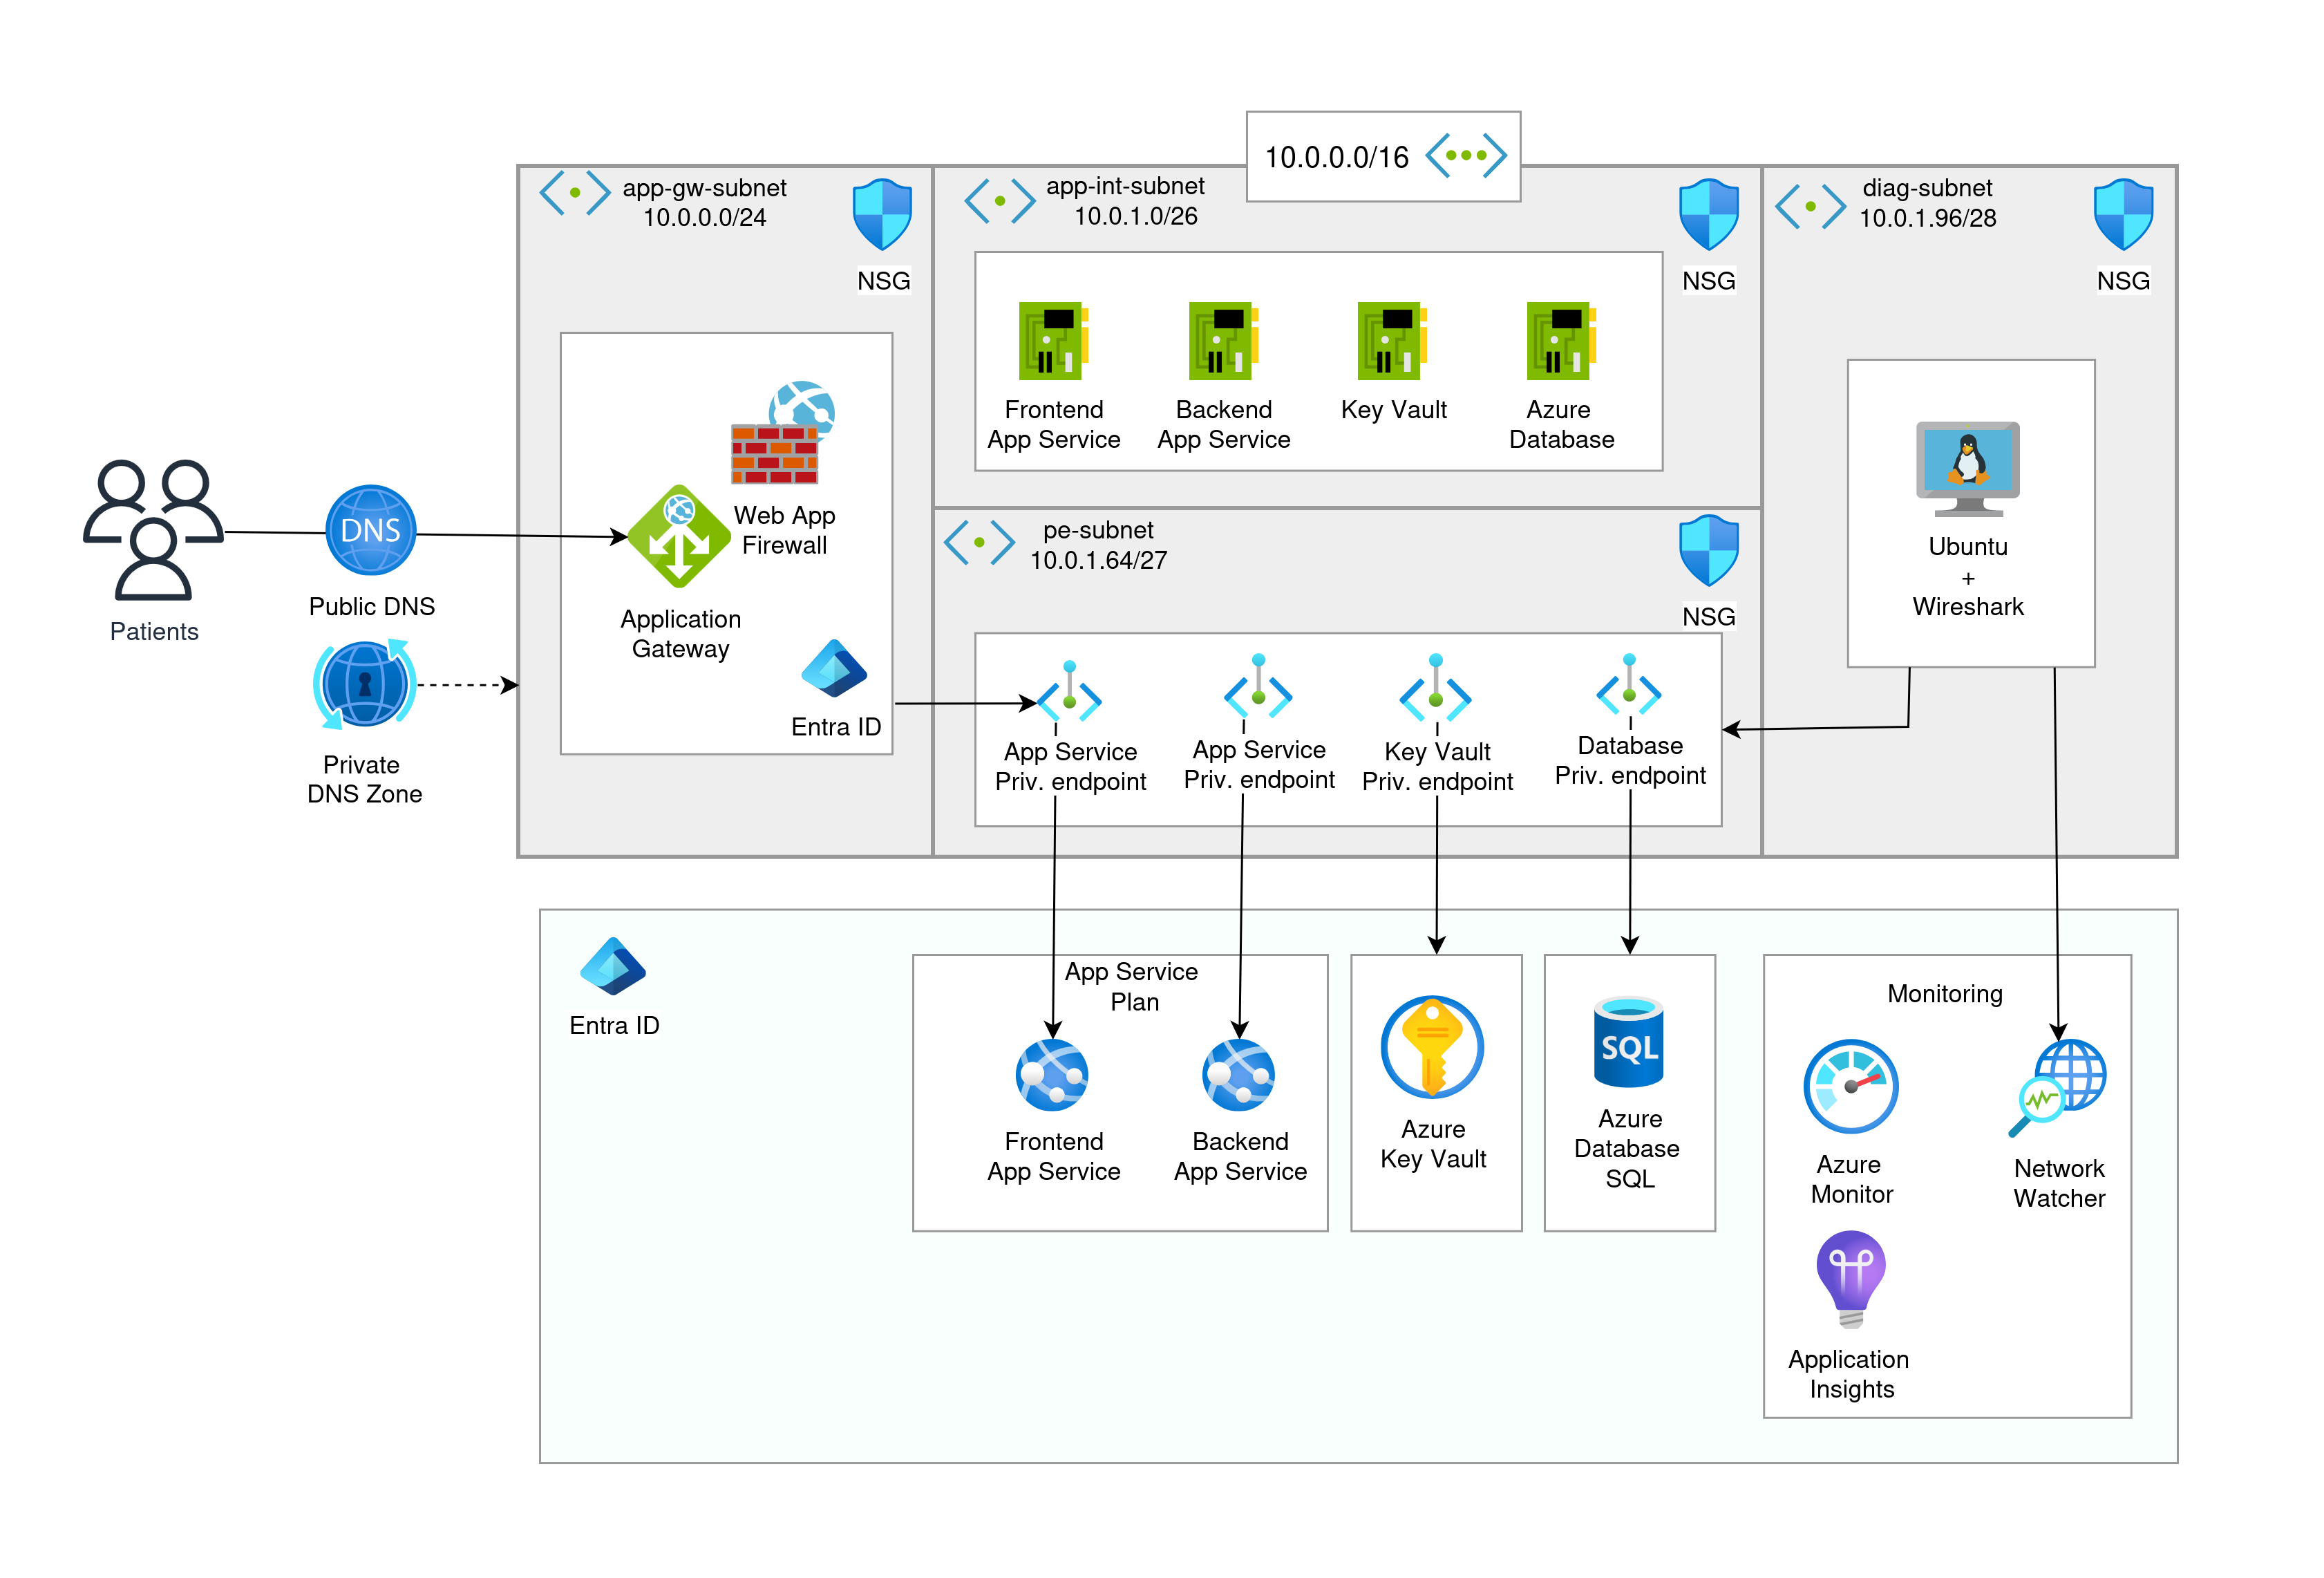 10.0.0.0/16
app-gw-subnet
10.0.0.0/24
NSG
app-int-subnet
10.0.1.0/26
NSG
diag-subnet
10.0.1.96/28
NSG
Frontend
App Service
Backend
App Service
Key Vault
Azure
Database
Web App
Firewall
Application
Gateway
Entra ID
Patients
DNS
Public DNS
Private
DNS Zone
pe-subnet
10.0.1.64/27
NSG
App Service
Priv. endpoint
App Service
Priv. endpoint
Key Vault
Priv. endpoint
Database
Priv. endpoint
Ubuntu
+
Wireshark
Entra ID
App Service
Plan
Frontend
App Service
Backend
App Service
Azure
Key Vault
SQL
Azure
Database
SQL
Monitoring
Azure
Monitor
Network
Watcher
Application
Insights